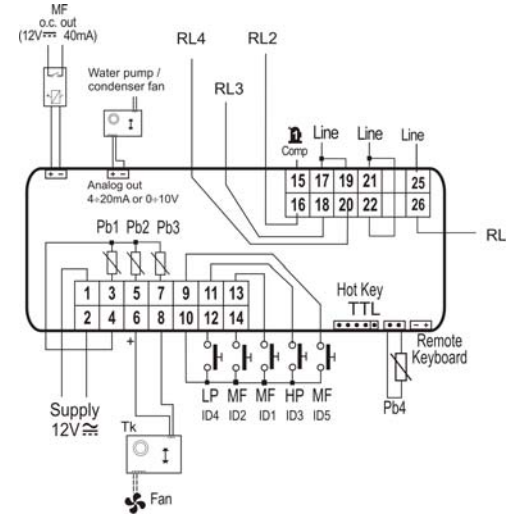 MF
o.c. out
(12V⎓ 40mA)
RL4
RL2
RL3
Water pump /
condenser fan
Line
Line
Line
Comp
15 17 19 21 25
16 18 20 22 26
Analog out
4÷20mA or 0÷10V
RL
Pb1 Pb2 Pb3
1 3 5 7 9 11 13
2 4 6 8 10 12 14
Hot Key
TTL
Remote
Keyboard
LP MF MF HP MF
ID4 ID2 ID1 ID3 ID5
Pb4
Supply
12V
Tk
Fan